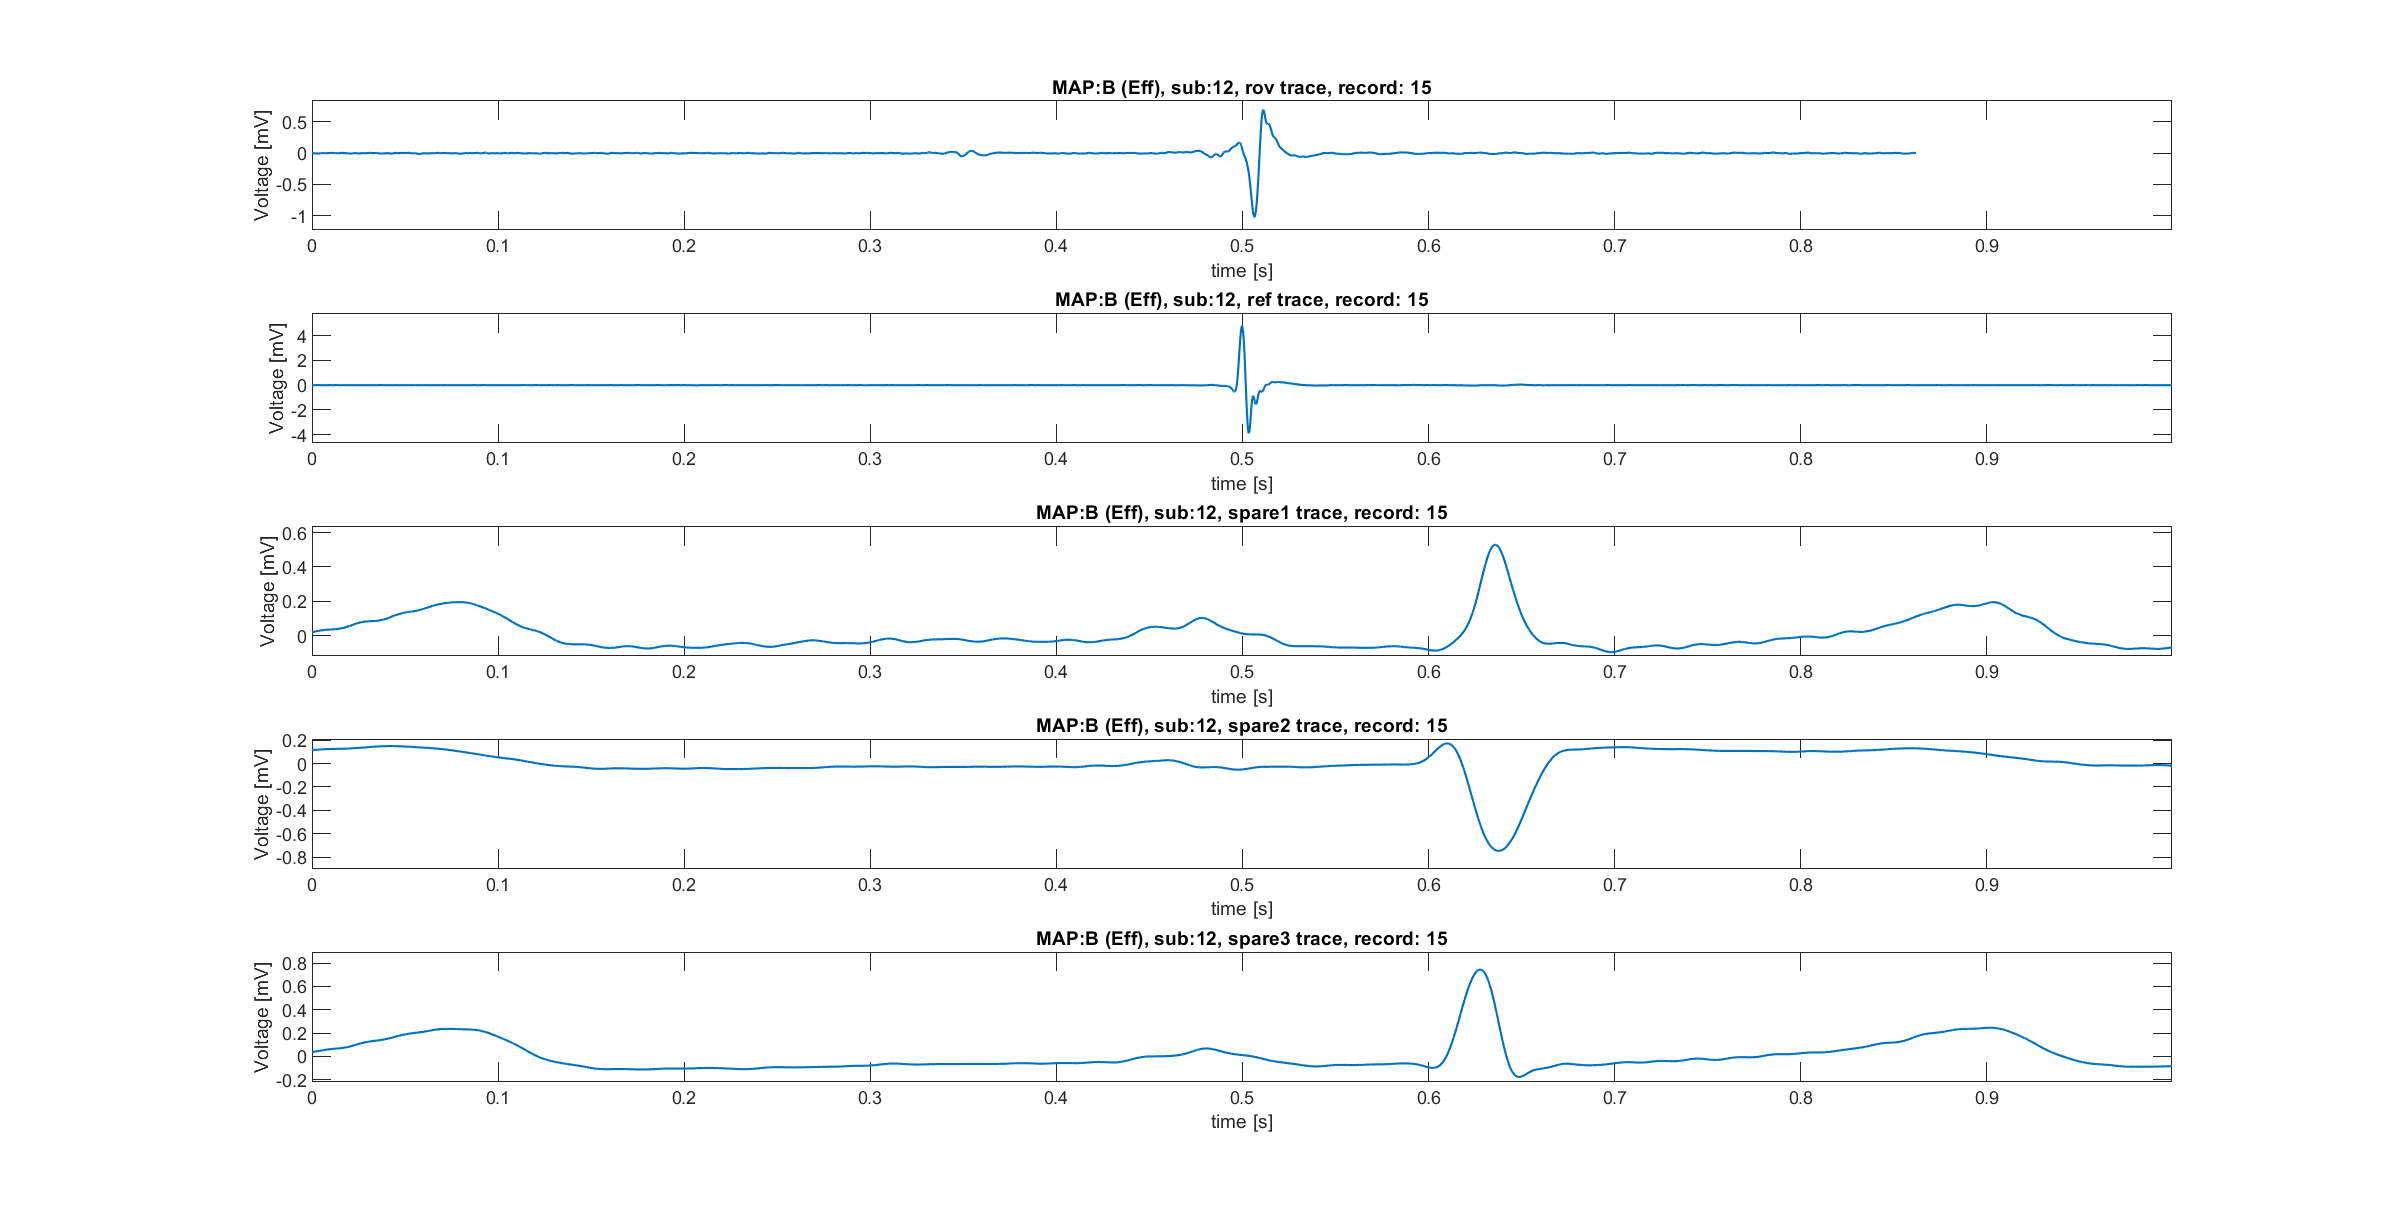 MAP:B (Eff), sub:12, rov trace, record: 15
Voltage [mV]
0.5
0
-0.5
-1
0 0.1 0.2 0.3 0.4 0.5 0.6 0.7 0.8 0.9
time [s]
MAP:B (Eff), sub:12, ref trace, record: 15
Voltage [mV]
4
2
0
-2
-4
0 0.1 0.2 0.3 0.4 0.5 0.6 0.7 0.8 0.9
time [s]
MAP:B (Eff), sub:12, spare1 trace, record: 15
Voltage [mV]
0.6
0.4
0.2
0
0 0.1 0.2 0.3 0.4 0.5 0.6 0.7 0.8 0.9
time [s]
MAP:B (Eff), sub:12, spare2 trace, record: 15
Voltage [mV]
0.2
0
-0.2
-0.4
-0.6
-0.8
0 0.1 0.2 0.3 0.4 0.5 0.6 0.7 0.8 0.9
time [s]
MAP:B (Eff), sub:12, spare3 trace, record: 15
Voltage [mV]
0.8
0.6
0.4
0.2
0
-0.2
0 0.1 0.2 0.3 0.4 0.5 0.6 0.7 0.8 0.9
time [s]